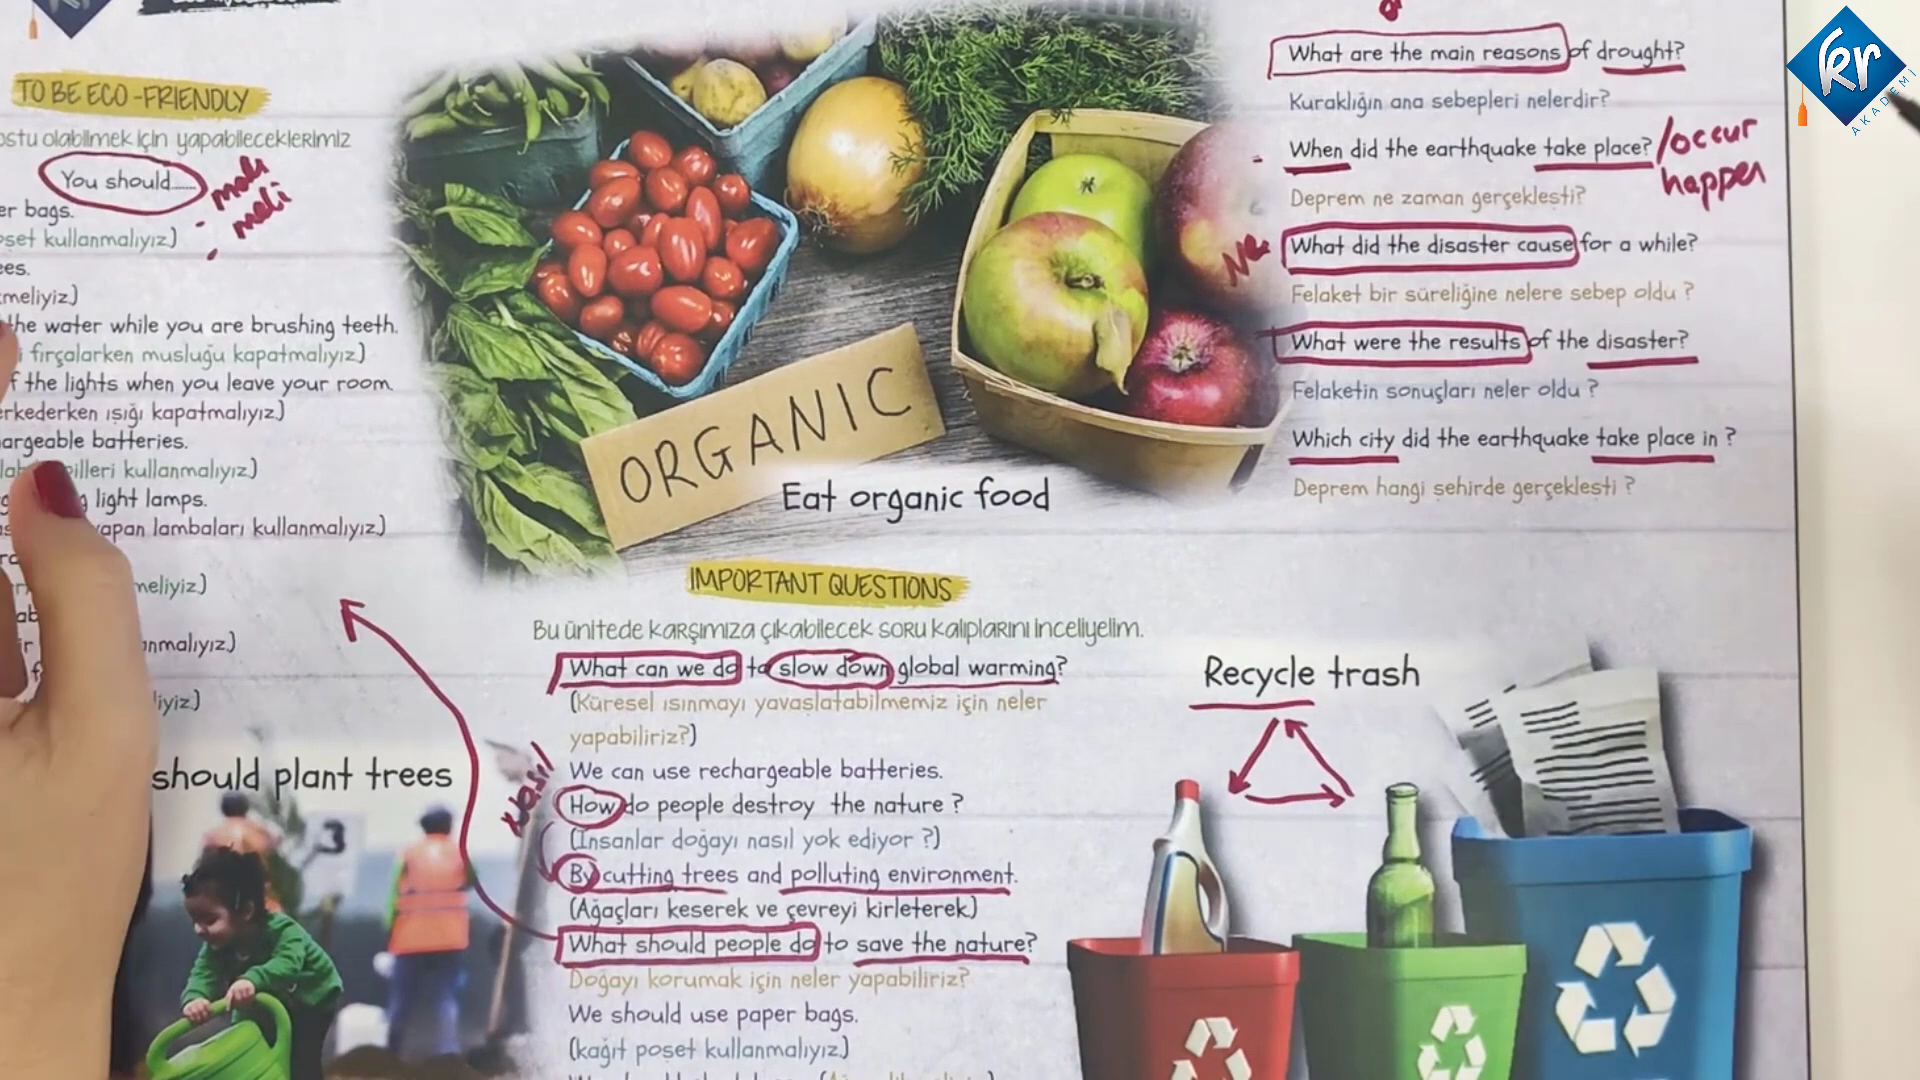 TO BE ECO-FRIENDLY
ostu olabilmek için yapabileceklerimiz
You should......
malı
meli
er bags.
oşet kullanmalıyız.)
ees.
meliyiz.)
the water while you are brushing teeth.
fırçalarken musluğu kapatmalıyız.)
f the lights when you leave your room.
erkederken ışığı kapatmalıyız.)
argeable batteries.
pilleri kullanmalıyız.)
light lamps.
yapan lambaları kullanmalıyız.)
meliyiz.)
ab
anmalıyız.)
liyiz.)
should plant trees
3
ORGANIC
Eat organic food
IMPORTANT QUESTIONS
Bu ünitede karşımıza çıkabilecek soru kalıplarını inceliyelim.
What can we do to slow down global warming?
(Küresel ısınmayı yavaşlatabilmemiz için neler
yapabiliriz?)
We can use rechargeable batteries.
Nasıl
How do people destroy the nature ?
(İnsanlar doğayı nasıl yok ediyor ?)
By cutting trees and polluting environment.
(Ağaçları keserek ve çevreyi kirleterek)
What should people do to save the nature?
Doğayı korumak için neler yapabiliriz?
We should use paper bags.
(kağıt poşet kullanmalıyız.)
What are the main reasons of drought?
Kuraklığın ana sebepleri nelerdir?
When did the earthquake take place? /occur
happen
Deprem ne zaman gerçekleşti?
Ne
What did the disaster cause for a while?
Felaket bir süreliğine nelere sebep oldu ?
What were the results of the disaster?
Felaketin sonuçları neler oldu ?
Which city did the earthquake take place in ?
Deprem hangi şehirde gerçekleşti ?
Recycle trash
kr
AKADEMİ